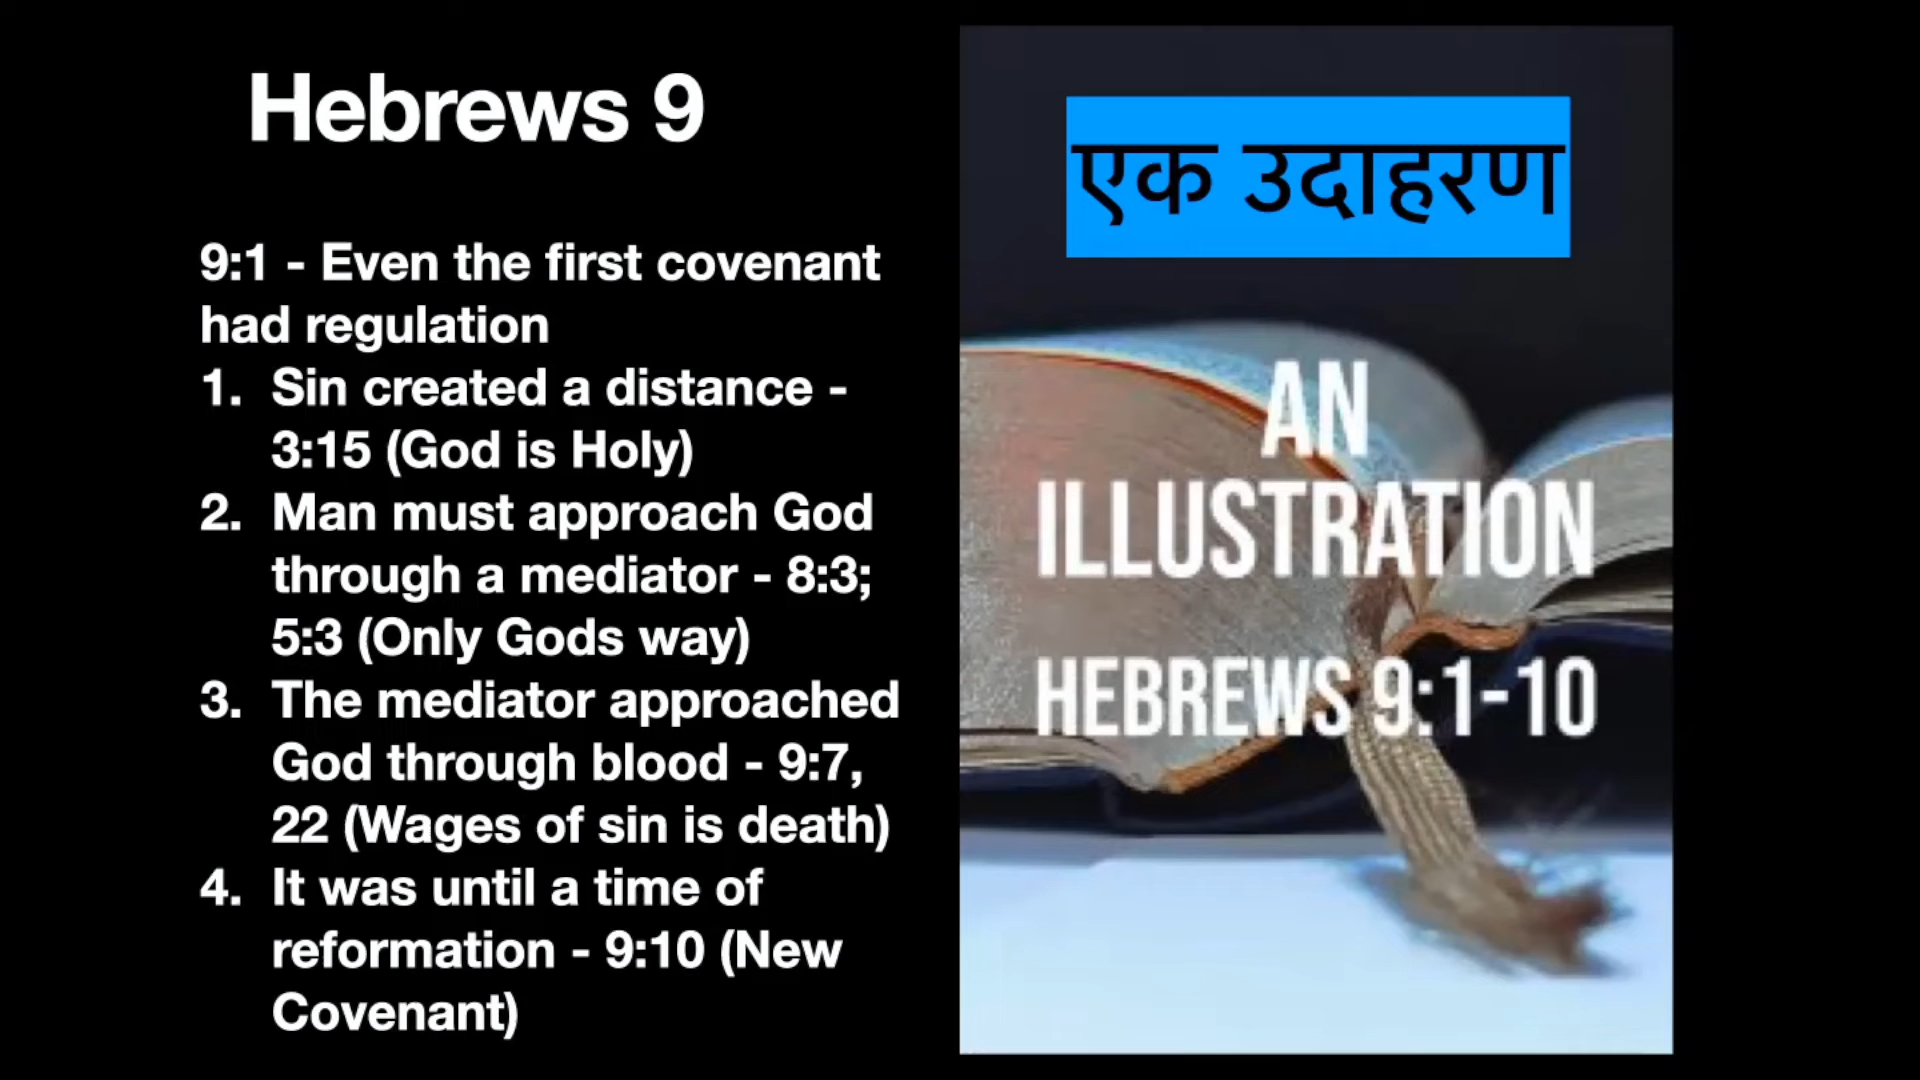 Hebrews 9
9:1 - Even the first covenant
had regulation
1. Sin created a distance -
3:15 (God is Holy)
2. Man must approach God
through a mediator - 8:3;
5:3 (Only Gods way)
3. The mediator approached
God through blood - 9:7,
22 (Wages of sin is death)
4. It was until a time of
reformation - 9:10 (New
Covenant)
एक उदाहरण
AN
ILLUSTRATION
HEBREWS 9:1-10